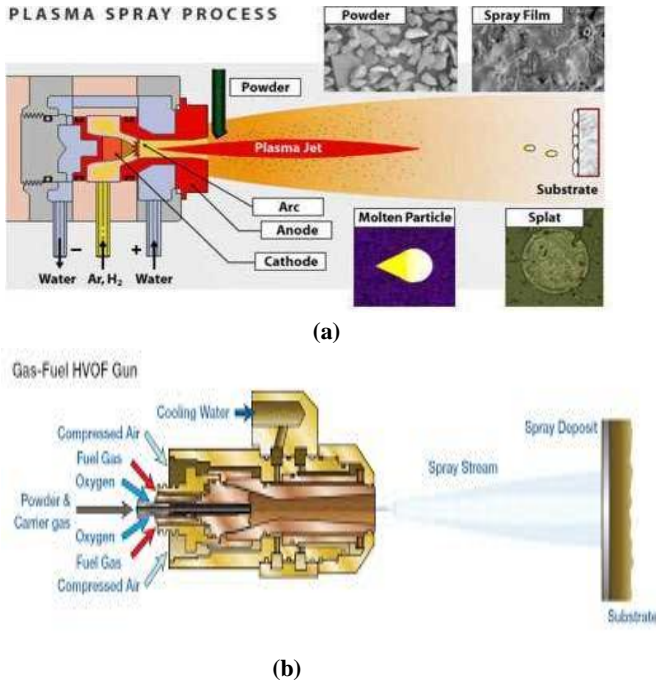 PLASMA SPRAY PROCESS
Powder
Spray Film
Powder
Plasma Jet
Substrate
Arc
Anode
Cathode
Molten Particle
Splat
− +
Water Ar, H₂ Water
(a)
Gas-Fuel HVOF Gun
Cooling Water
Compressed Air
Fuel Gas
Oxygen
Powder &
Carrier gas
Oxygen
Fuel Gas
Compressed Air
Spray Stream
Spray Deposit
Substrate
(b)